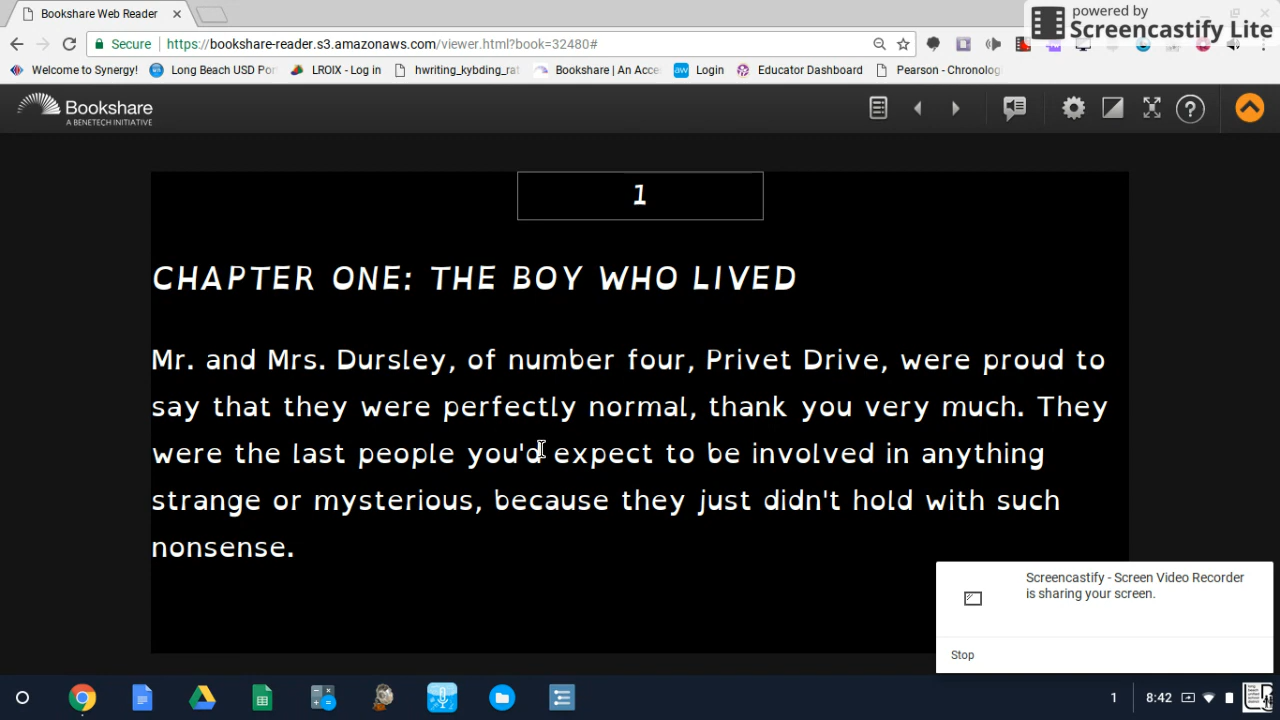 Bookshare Web Reader
powered by
Screencastify Lite
Secure https://bookshare-reader.s3.amazonaws.com/viewer.html?book=32480#
Welcome to Synergy! Long Beach USD Por LROIX - Log in hwriting_kybding_rat Bookshare | An Acce Login Educator Dashboard Pearson - Chronolog
Bookshare
A BENETECH INITIATIVE
1
CHAPTER ONE: THE BOY WHO LIVED
Mr. and Mrs. Dursley, of number four, Privet Drive, were proud to
say that they were perfectly normal, thank you very much. They
were the last people you'd expect to be involved in anything
strange or mysterious, because they just didn't hold with such
nonsense.
Screencastify - Screen Video Recorder
is sharing your screen.
Stop
1 8:42